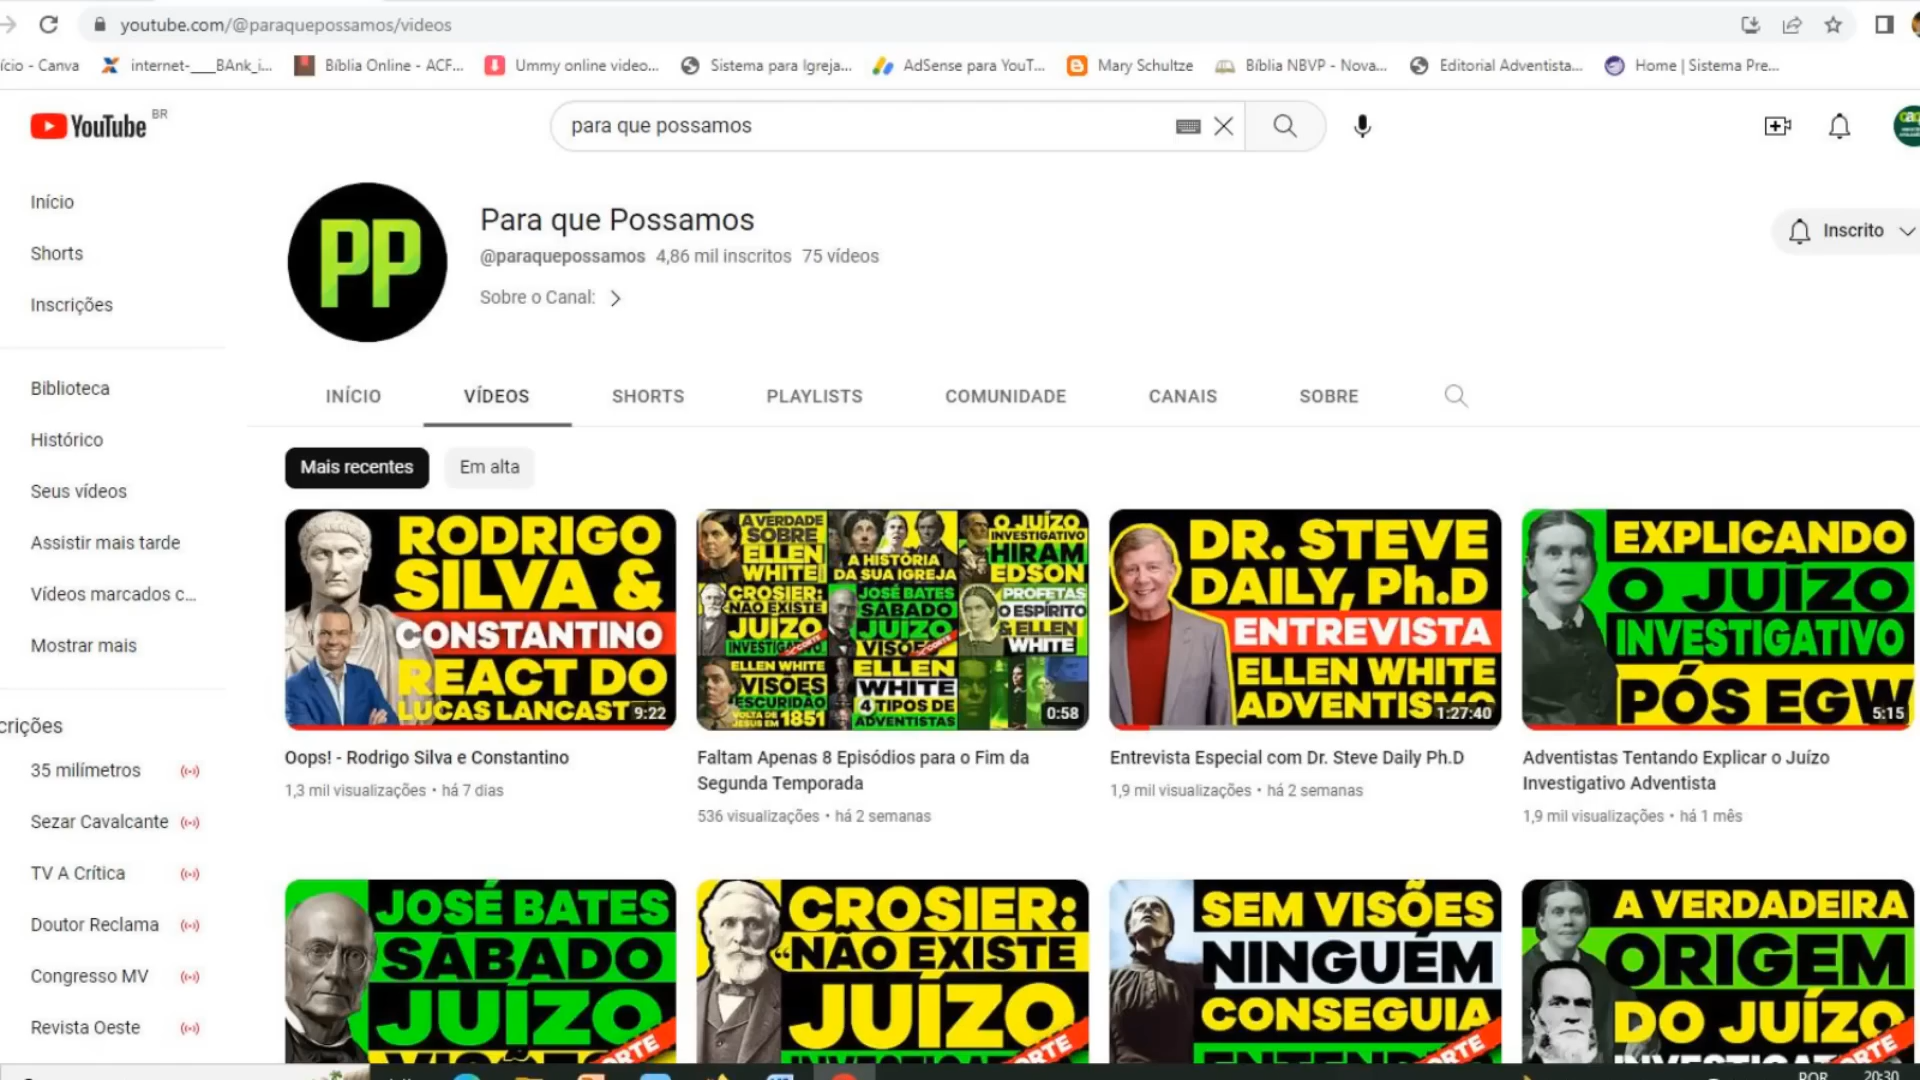 youtube.com/@paraquepossamos/videos
ício - Canva
internet-___BAnk_i...
Bíblia Online - ACF...
Ummy online video...
Sistema para Igreja...
AdSense para YouT...
Mary Schultze
Bíblia NBVP - Nova...
Editorial Adventista...
Home | Sistema Pre...
YouTube BR
para que possamos
Início
Shorts
Inscrições
Biblioteca
Histórico
Seus vídeos
Assistir mais tarde
Vídeos marcados c...
Mostrar mais
crições
35 milímetros
Sezar Cavalcante
TV A Crítica
Doutor Reclama
Congresso MV
Revista Oeste
PP
Para que Possamos
@paraquepossamos 4,86 mil inscritos 75 vídeos
Sobre o Canal:
Inscrito
INÍCIO
VÍDEOS
SHORTS
PLAYLISTS
COMUNIDADE
CANAIS
SOBRE
Mais recentes
Em alta
RODRIGO
SILVA &
CONSTANTINO
REACT DO
LUCAS LANCAST
9:22
Oops! - Rodrigo Silva e Constantino
1,3 mil visualizações • há 7 dias
A VERDADE
SOBRE
ELLEN
WHITE
A HISTÓRIA
DA SUA IGREJA
O JUÍZO
INVESTIGATIVO
HIRAM
EDSON
CROSIER:
NÃO EXISTE
JUÍZO
JOSÉ BATES
SÁBADO
JUÍZO
PROFETAS
O ESPÍRITO
& ELLEN
WHITE
ELLEN WHITE
VISÕES
ESCURIDÃO
VOLTA DE
JESUS EM 1851
ELLEN
WHITE
4 TIPOS DE
ADVENTISTAS
0:58
Faltam Apenas 8 Episódios para o Fim da
Segunda Temporada
536 visualizações • há 2 semanas
DR. STEVE
DAILY, Ph.D
ENTREVISTA
ELLEN WHITE
ADVENTISMO
1:27:40
Entrevista Especial com Dr. Steve Daily Ph.D
1,9 mil visualizações • há 2 semanas
EXPLICANDO
O JUÍZO
INVESTIGATIVO
PÓS EGW
5:15
Adventistas Tentando Explicar o Juízo
Investigativo Adventista
1,9 mil visualizações • há 1 mês
JOSÉ BATES
SÁBADO
JUÍZO
ORTE
CROSIER:
“NÃO EXISTE
JUÍZO
ORTE
SEM VISÕES
NINGUÉM
CONSEGUIA
ORTE
A VERDADEIRA
ORIGEM
DO JUÍZO
ORTE
POR
20:30